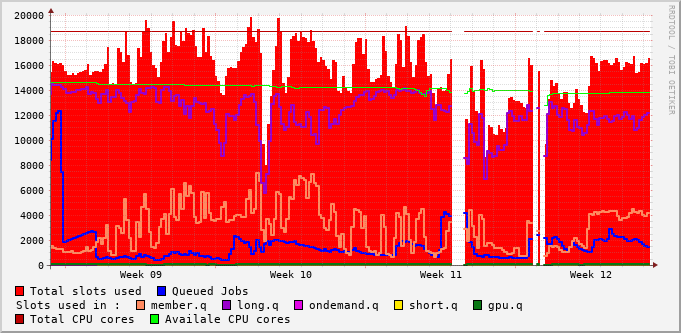 20000
18000
16000
14000
12000
10000
8000
6000
4000
2000
0
Week 09 Week 10 Week 11 Week 12
RRDTOOL / TOBI OETIKER
Total slots used Queued Jobs
Slots used in : member.q long.q ondemand.q short.q gpu.q
Total CPU cores Availale CPU cores